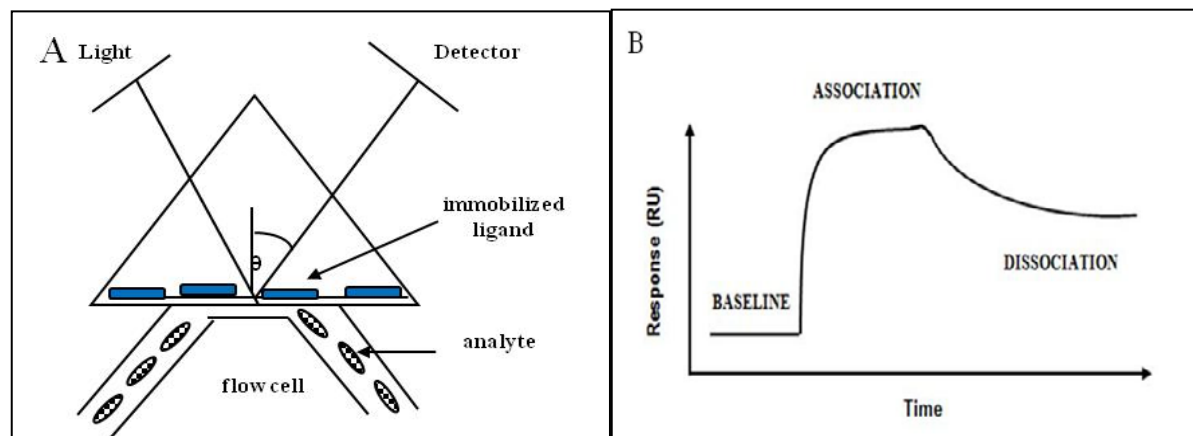 A
Light
Detector
immobilized
ligand
θ
analyte
flow cell
B
ASSOCIATION
Response (RU)
BASELINE
DISSOCIATION
Time